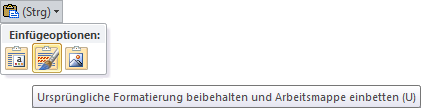 (Strg)
Einfügeoptionen:
a
Ursprüngliche Formatierung beibehalten und Arbeitsmappe einbetten (U)